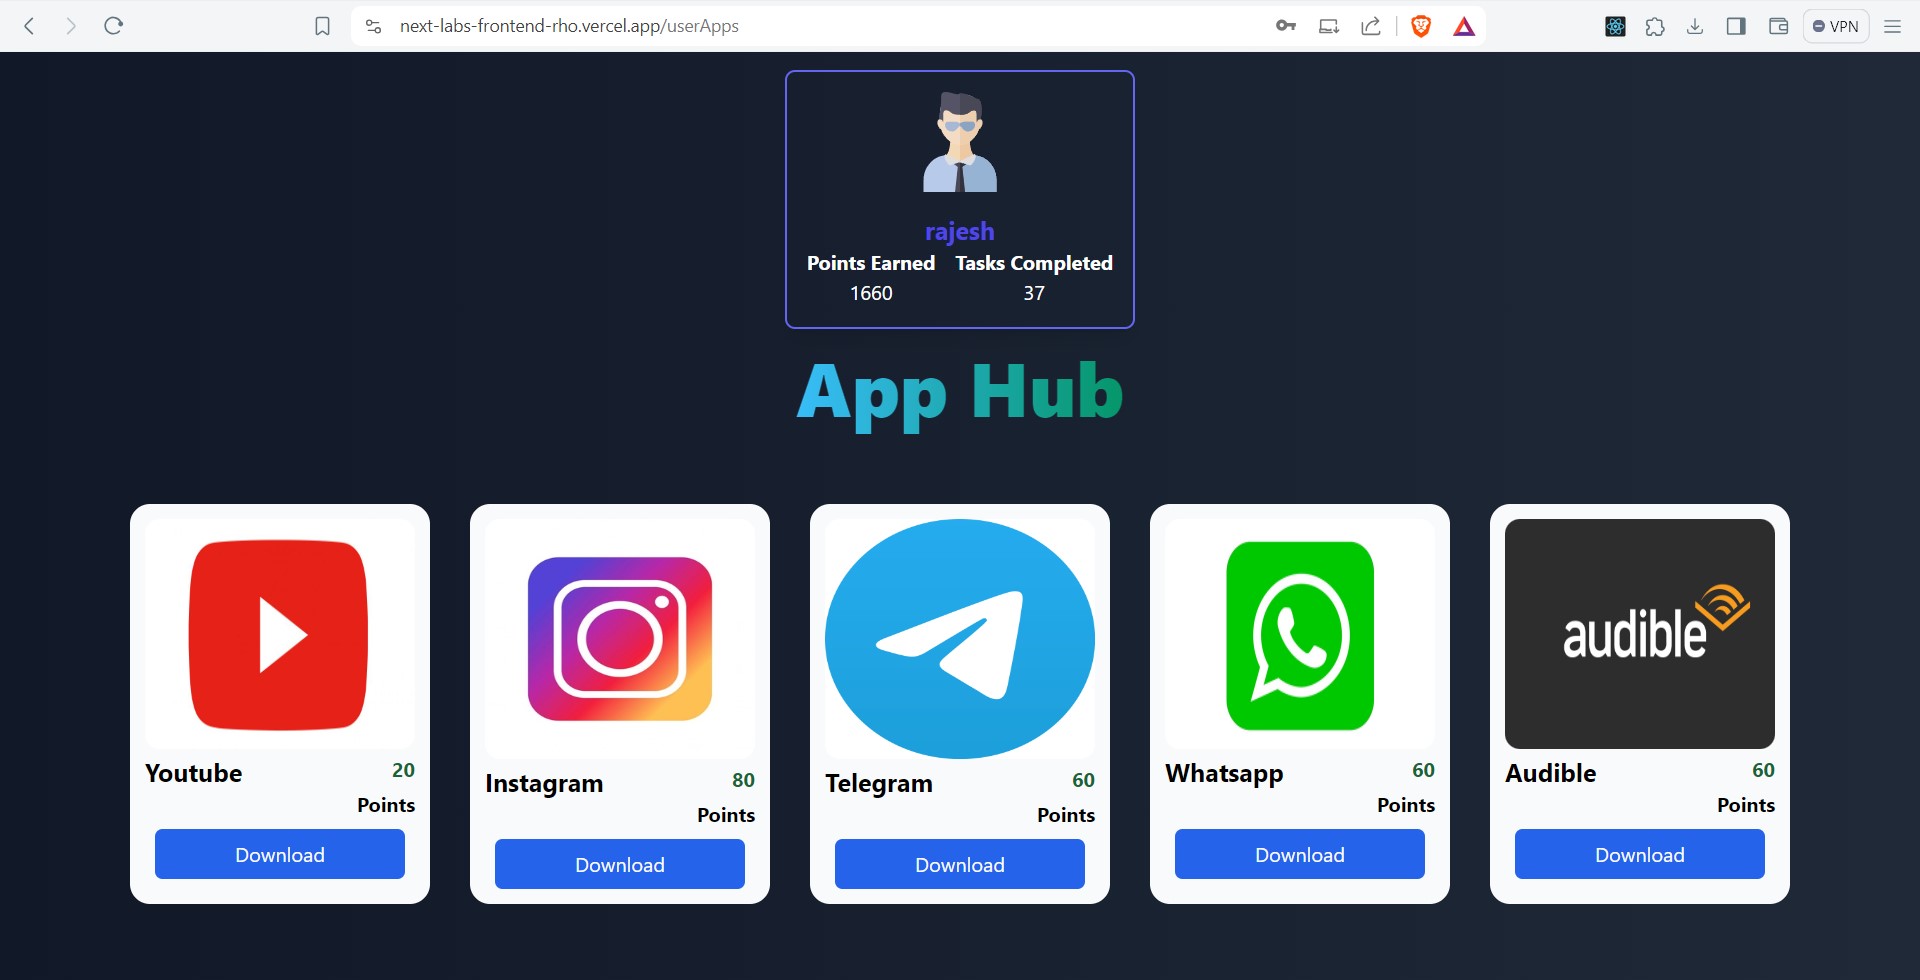 next-labs-frontend-rho.vercel.app/userApps
VPN
rajesh
Points Earned Tasks Completed
1660 37
App Hub
audible
Youtube 20
Points
Download
Instagram 80
Points
Download
Telegram 60
Points
Download
Whatsapp 60
Points
Download
Audible 60
Points
Download